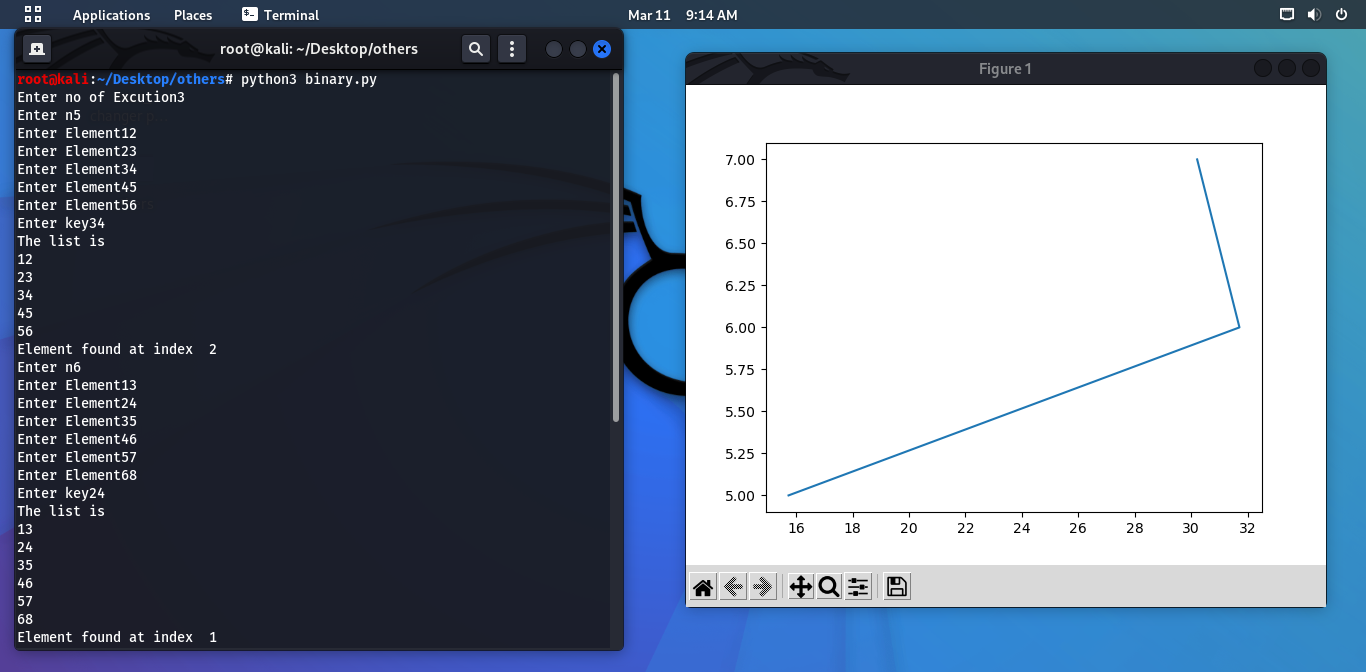 Applications Places Terminal Mar 11 9:14 AM
root@kali: ~/Desktop/others
root@kali:~/Desktop/others# python3 binary.py
Enter no of Excution3
Enter n5
Enter Element12
Enter Element23
Enter Element34
Enter Element45
Enter Element56
Enter key34
The list is
12
23
34
45
56
Element found at index  2
Enter n6
Enter Element13
Enter Element24
Enter Element35
Enter Element46
Enter Element57
Enter Element68
Enter key24
The list is
13
24
35
46
57
68
Element found at index  1
Figure 1
7.00
6.75
6.50
6.25
6.00
5.75
5.50
5.25
5.00
16 18 20 22 24 26 28 30 32